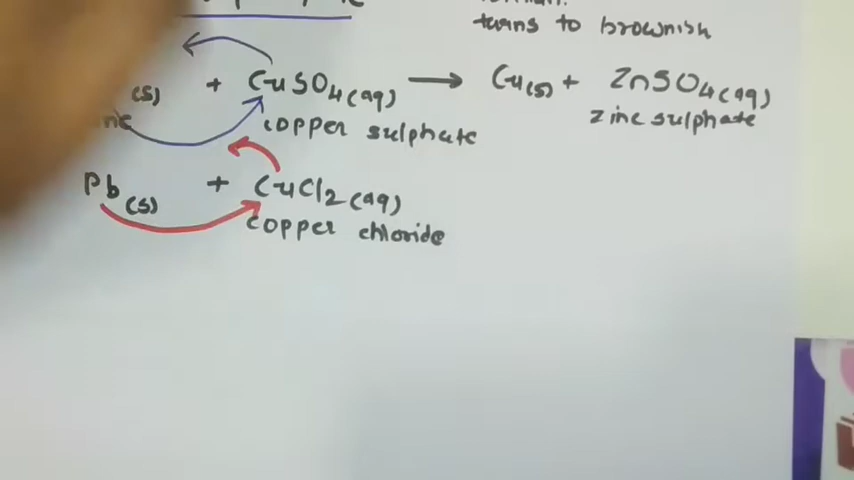 turns to brownish
(s) + CuSO4(aq) → Cu(s) + ZnSO4(aq)
copper sulphate zinc sulphate
Pb(s) + CuCl2(aq)
copper chloride